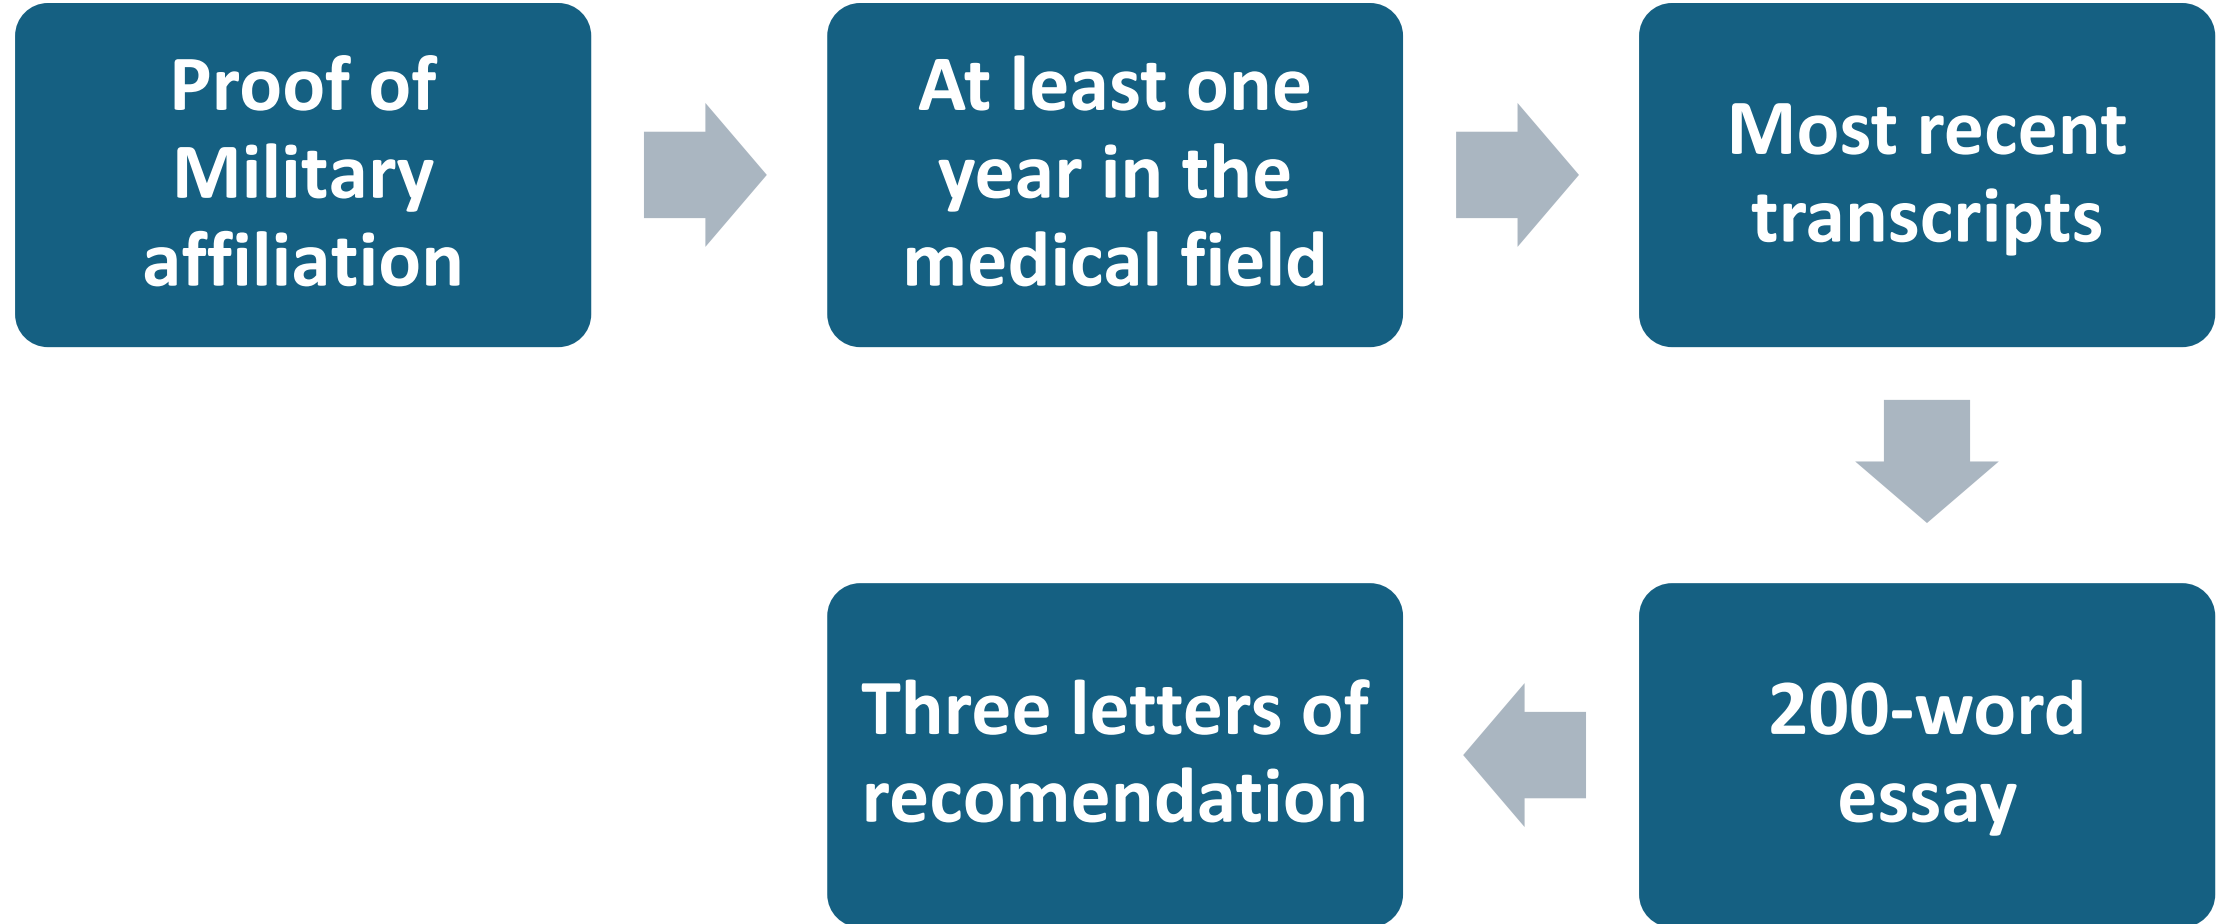 Proof of
Military
affiliation
At least one
year in the
medical field
Most recent
transcripts
200-word
essay
Three letters of
recomendation